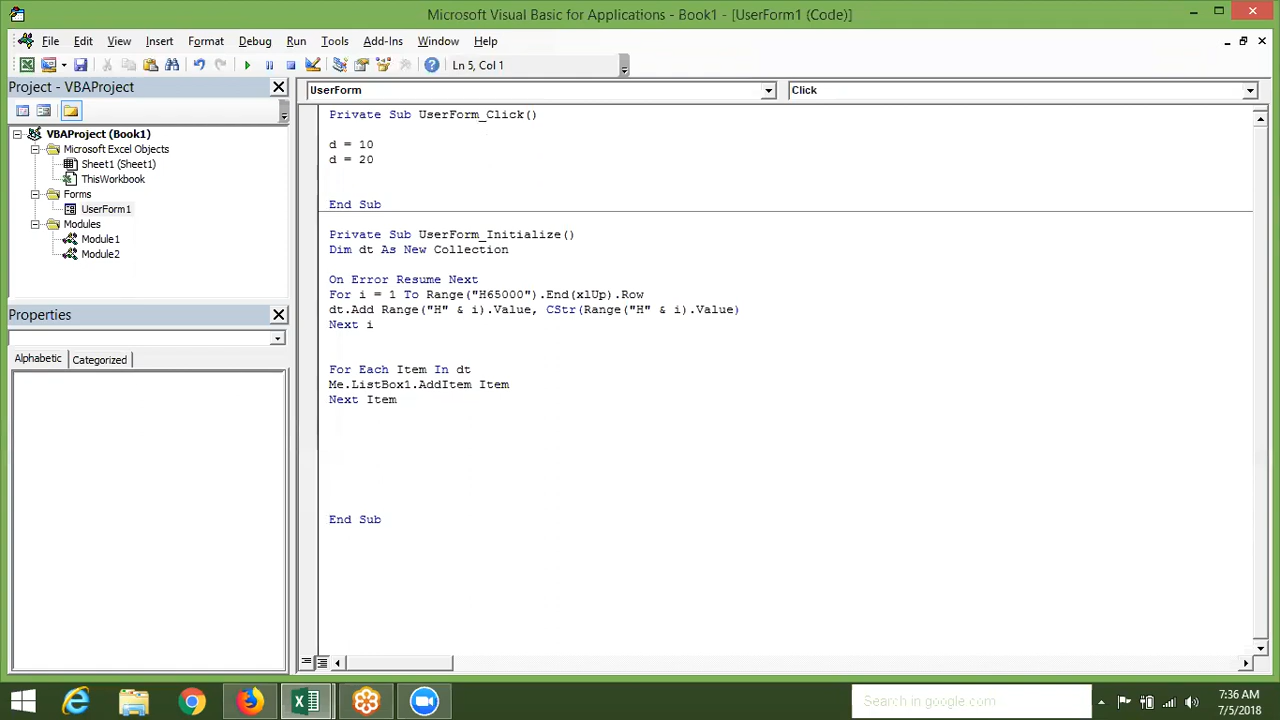 Microsoft Visual Basic for Applications - Book1 - [UserForm1 (Code)]
File Edit View Insert Format Debug Run Tools Add-Ins Window Help
Ln 5, Col 1
Project - VBAProject
VBAProject (Book1)
Microsoft Excel Objects
Sheet1 (Sheet1)
ThisWorkbook
Forms
UserForm1
Modules
Module1
Module2
Properties
Alphabetic Categorized
UserForm Click
Private Sub UserForm_Click()
d = 10
d = 20
End Sub
Private Sub UserForm_Initialize()
Dim dt As New Collection
On Error Resume Next
For i = 1 To Range("H65000").End(xlUp).Row
dt.Add Range("H" & i).Value, CStr(Range("H" & i).Value)
Next i
For Each Item In dt
Me.ListBox1.AddItem Item
Next Item
End Sub
Search in google.com
7:36 AM
7/5/2018